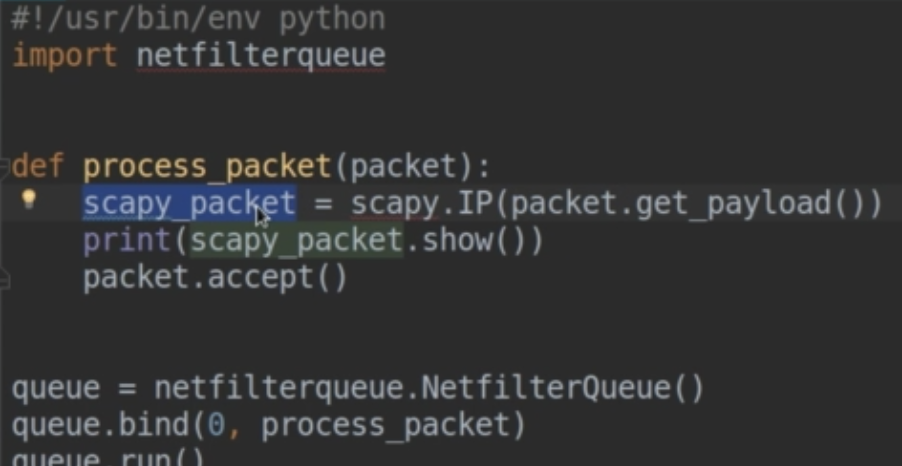 #!/usr/bin/env python
import netfilterqueue
def process_packet(packet):
    scapy_packet = scapy.IP(packet.get_payload())
    print(scapy_packet.show())
    packet.accept()
queue = netfilterqueue.NetfilterQueue()
queue.bind(0, process_packet)
queue.run()